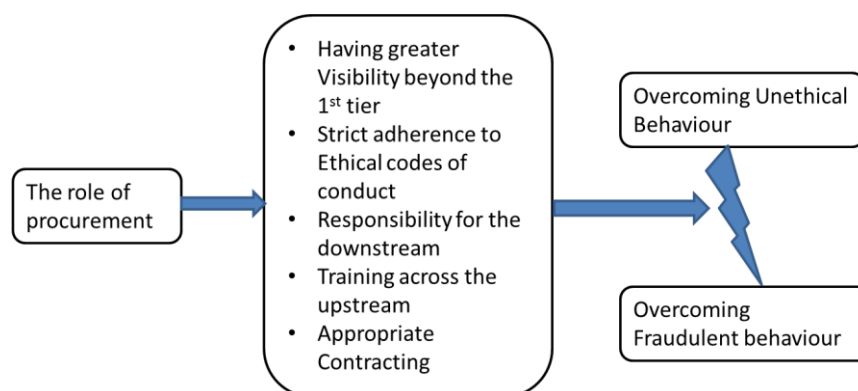 The role of
procurement
• Having greater
Visibility beyond the
1st tier
• Strict adherence to
Ethical codes of
conduct
• Responsibility for the
downstream
• Training across the
upstream
• Appropriate
Contracting
Overcoming Unethical
Behaviour
Overcoming
Fraudulent behaviour